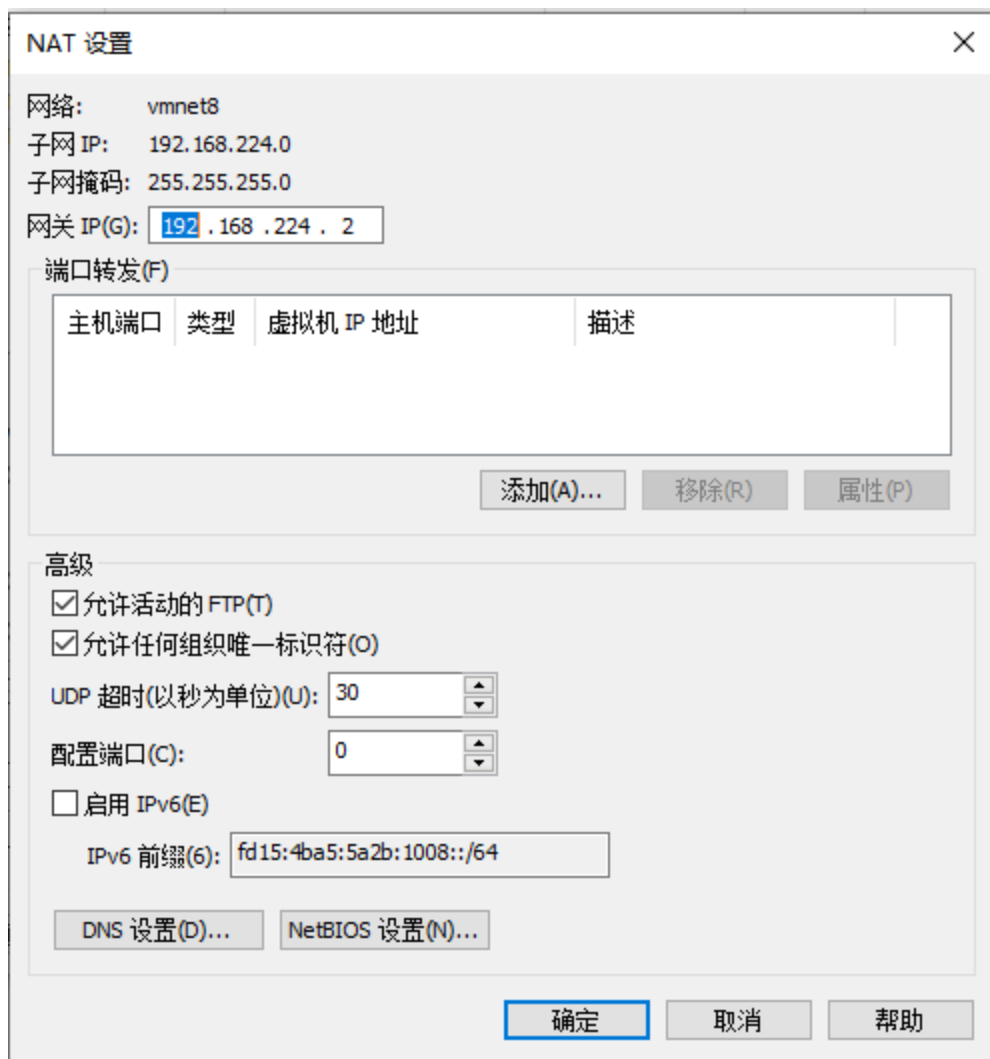 NAT 设置
网络: vmnet8
子网 IP: 192.168.224.0
子网掩码: 255.255.255.0
网关 IP(G): 192 . 168 . 224 . 2
端口转发(F)
主机端口 类型 虚拟机 IP 地址 描述
添加(A)... 移除(R) 属性(P)
高级
允许活动的 FTP(T)
允许任何组织唯一标识符(O)
UDP 超时(以秒为单位)(U): 30
配置端口(C): 0
启用 IPv6(E)
IPv6 前缀(6): fd15:4ba5:5a2b:1008::/64
DNS 设置(D)... NetBIOS 设置(N)...
确定 取消 帮助